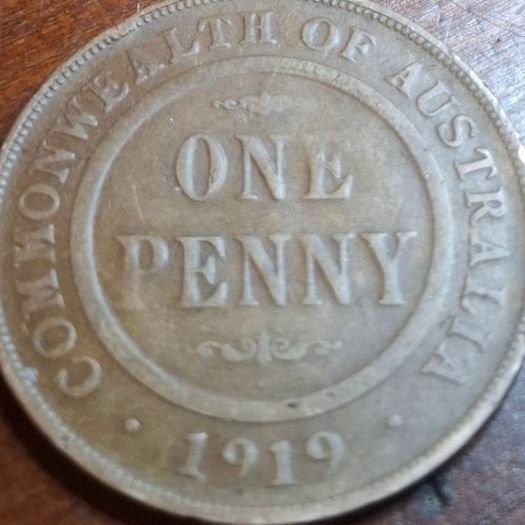 COMMONWEALTH OF AUSTRALIA
ONE
PENNY
· 1919 ·